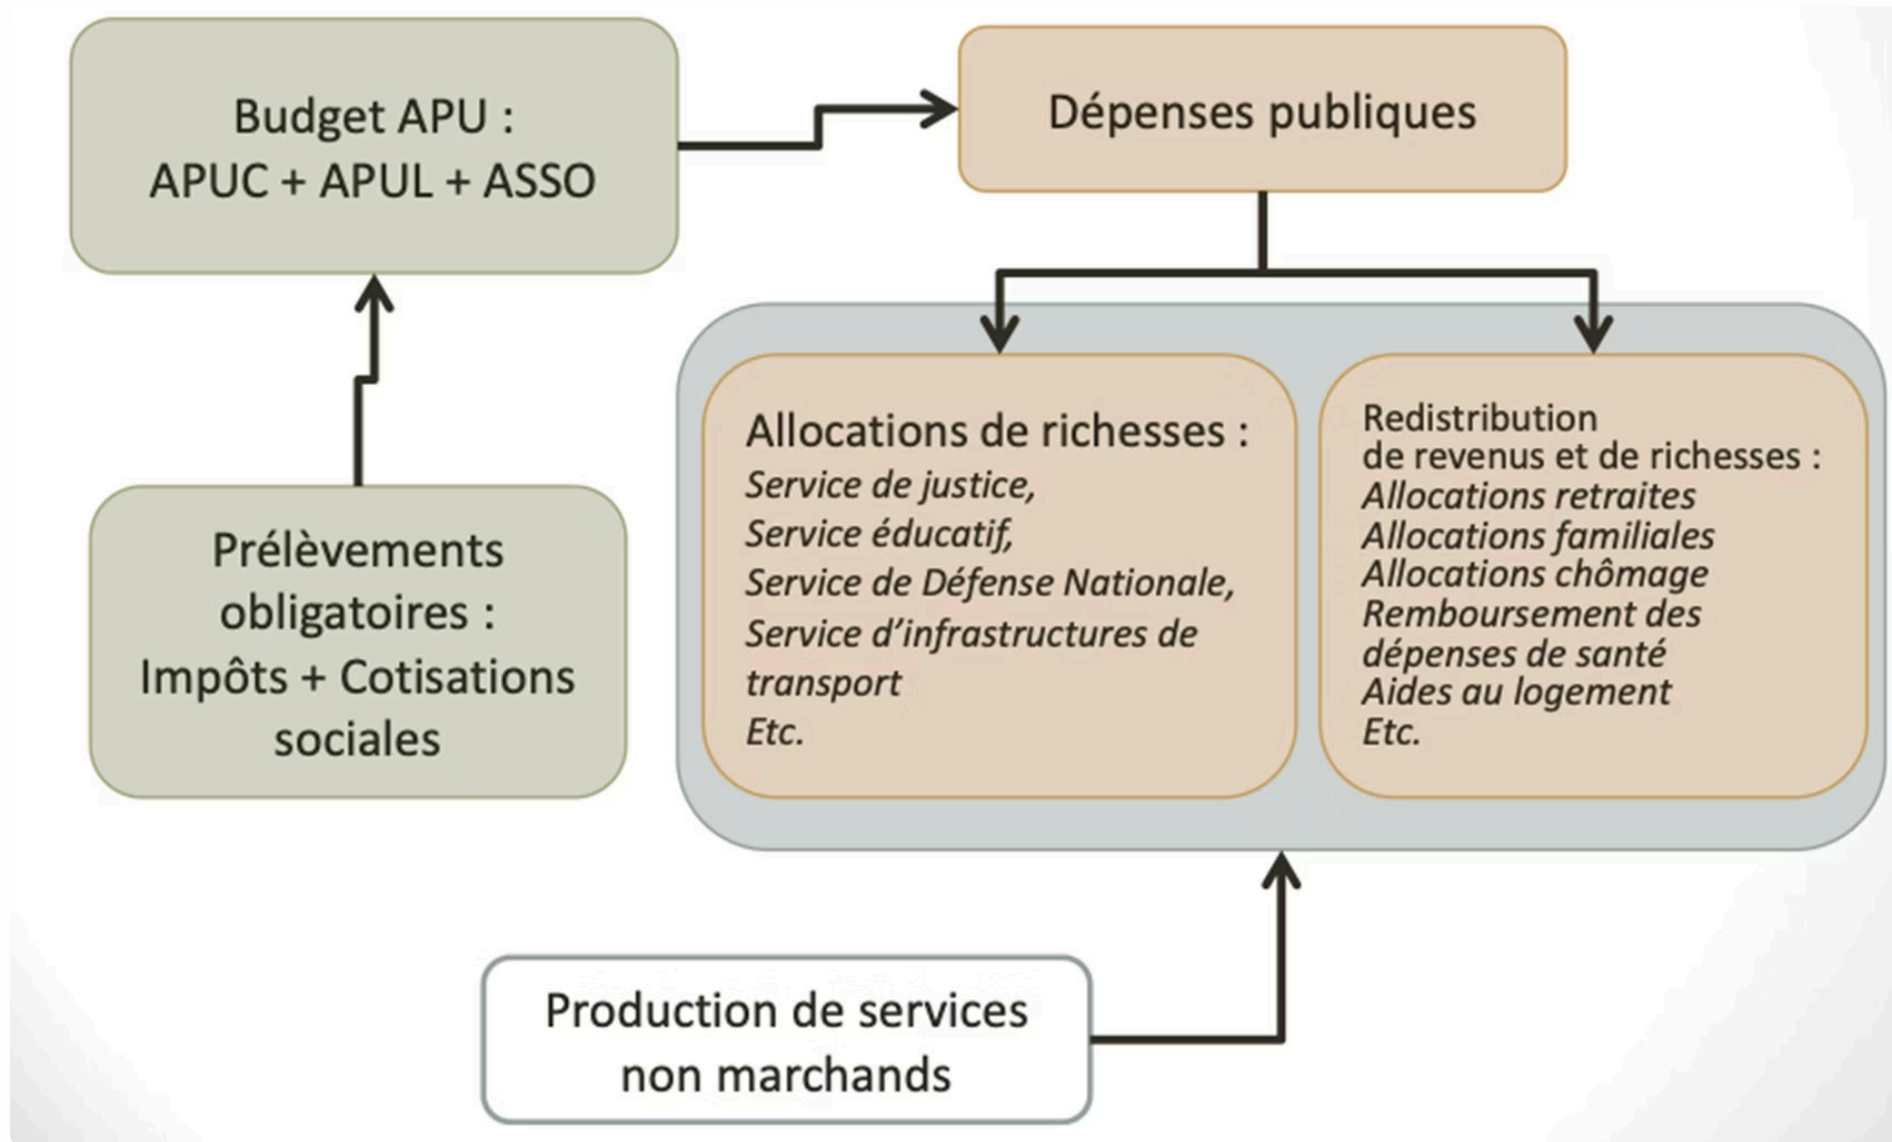 Budget APU :
APUC + APUL + ASSO
Dépenses publiques
Prélèvements
obligatoires :
Impôts + Cotisations
sociales
Allocations de richesses :
Service de justice,
Service éducatif,
Service de Défense Nationale,
Service d’infrastructures de
transport
Etc.
Redistribution
de revenus et de richesses :
Allocations retraites
Allocations familiales
Allocations chômage
Remboursement des
dépenses de santé
Aides au logement
Etc.
Production de services
non marchands